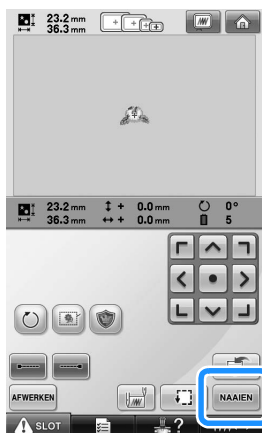 23.2 mm
36.3 mm
23.2 mm + 0.0 mm 0°
36.3 mm + 0.0 mm 5
AFWERKEN
NAAIEN
SLOT ?